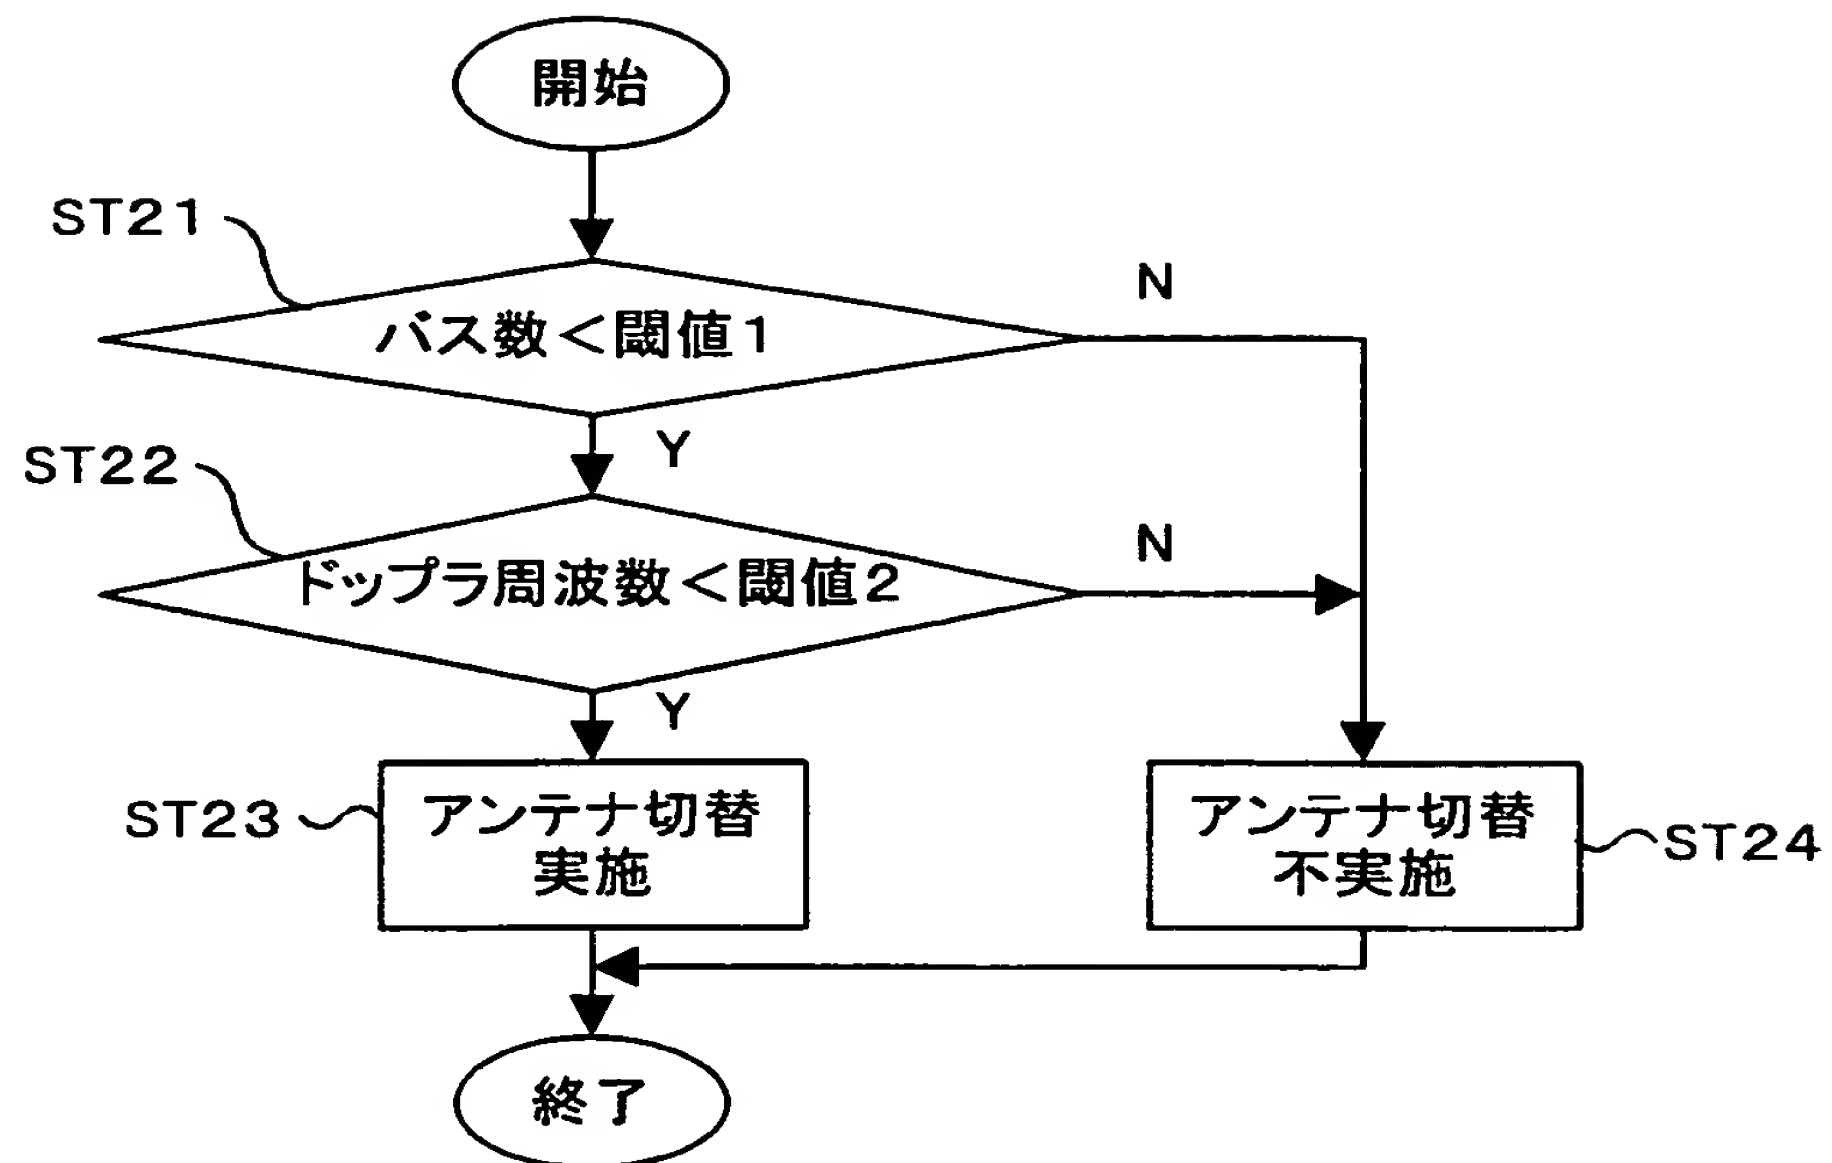 開始
ST21
N
バス数<閾値1
Y
ST22
N
ドップラ周波数<閾値2
Y
ST23
アンテナ切替
実施
アンテナ切替
不実施
ST24
終了